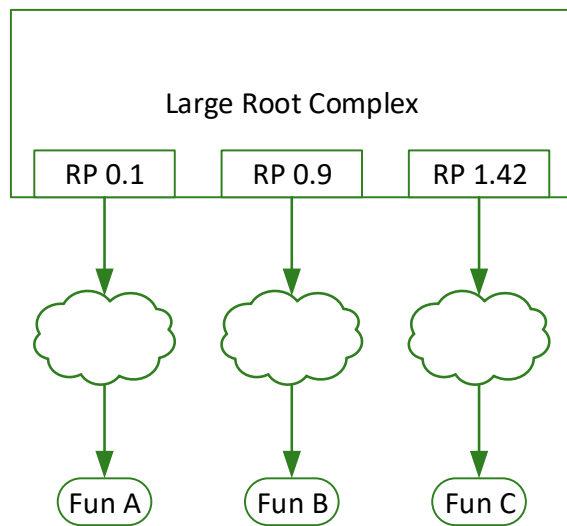 Large Root Complex
RP 0.1
RP 0.9
RP 1.42
Fun A
Fun B
Fun C